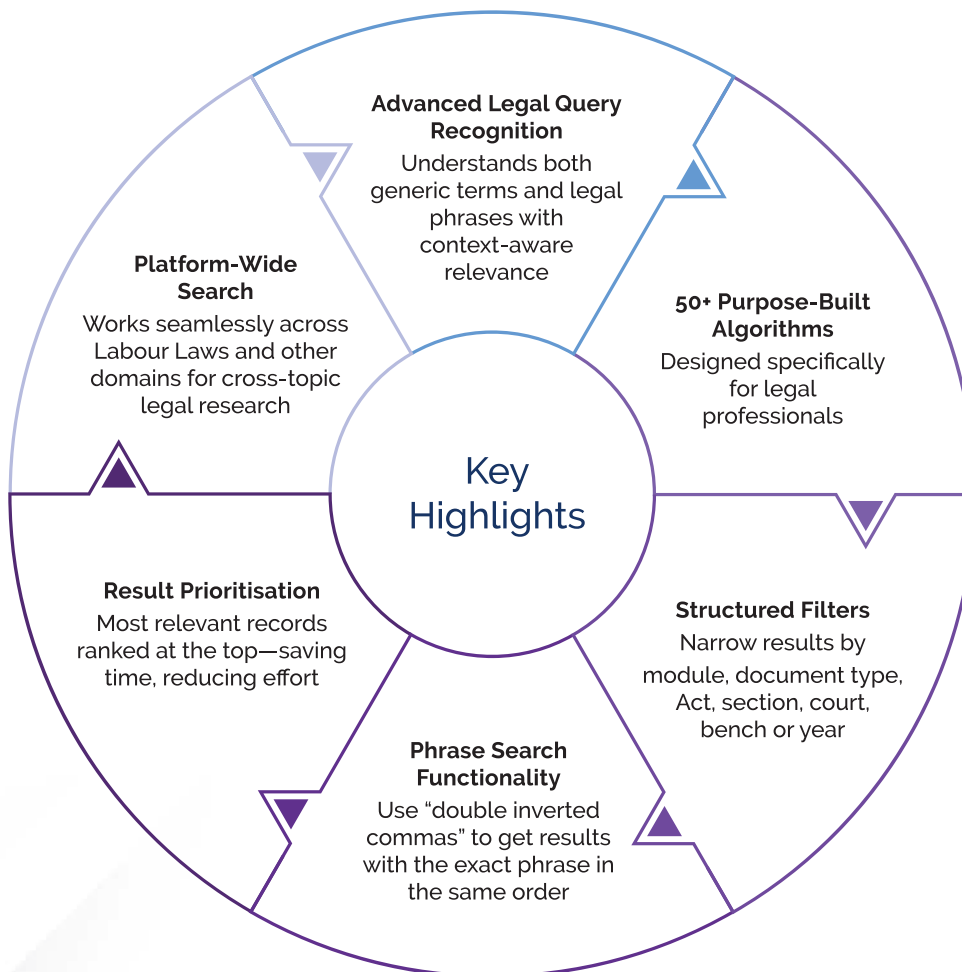 Advanced Legal Query
Recognition
Understands both
generic terms and legal
phrases with
context-aware
relevance
50+ Purpose-Built
Algorithms
Designed specifically
for legal
professionals
Structured Filters
Narrow results by
module, document type,
Act, section, court,
bench or year
Phrase Search
Functionality
Use “double inverted
commas” to get results
with the exact phrase in
the same order
Result Prioritisation
Most relevant records
ranked at the top—saving
time, reducing effort
Platform-Wide
Search
Works seamlessly across
Labour Laws and other
domains for cross-topic
legal research
Key
Highlights